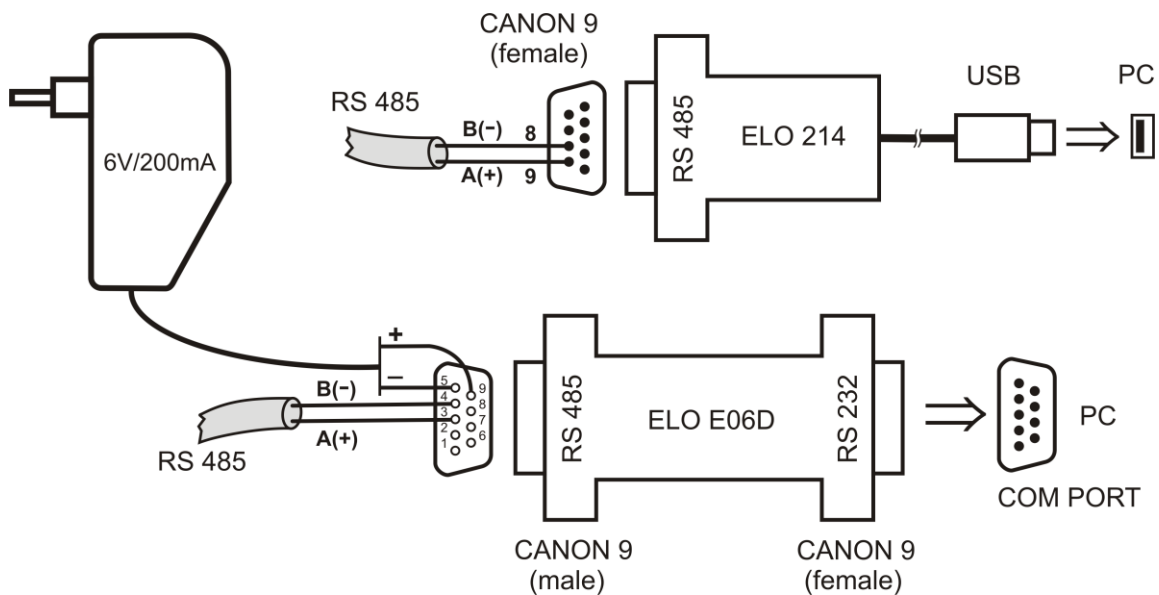 CANON 9
(female)
RS 485
B(−) 8
A(+) 9
RS 485
ELO 214
USB
PC
6V/200mA
+
−
B(−)
A(+)
RS 485
5
4
3
2
1
9
8
7
6
RS 485
ELO E06D
RS 232
PC
COM PORT
CANON 9
(male)
CANON 9
(female)